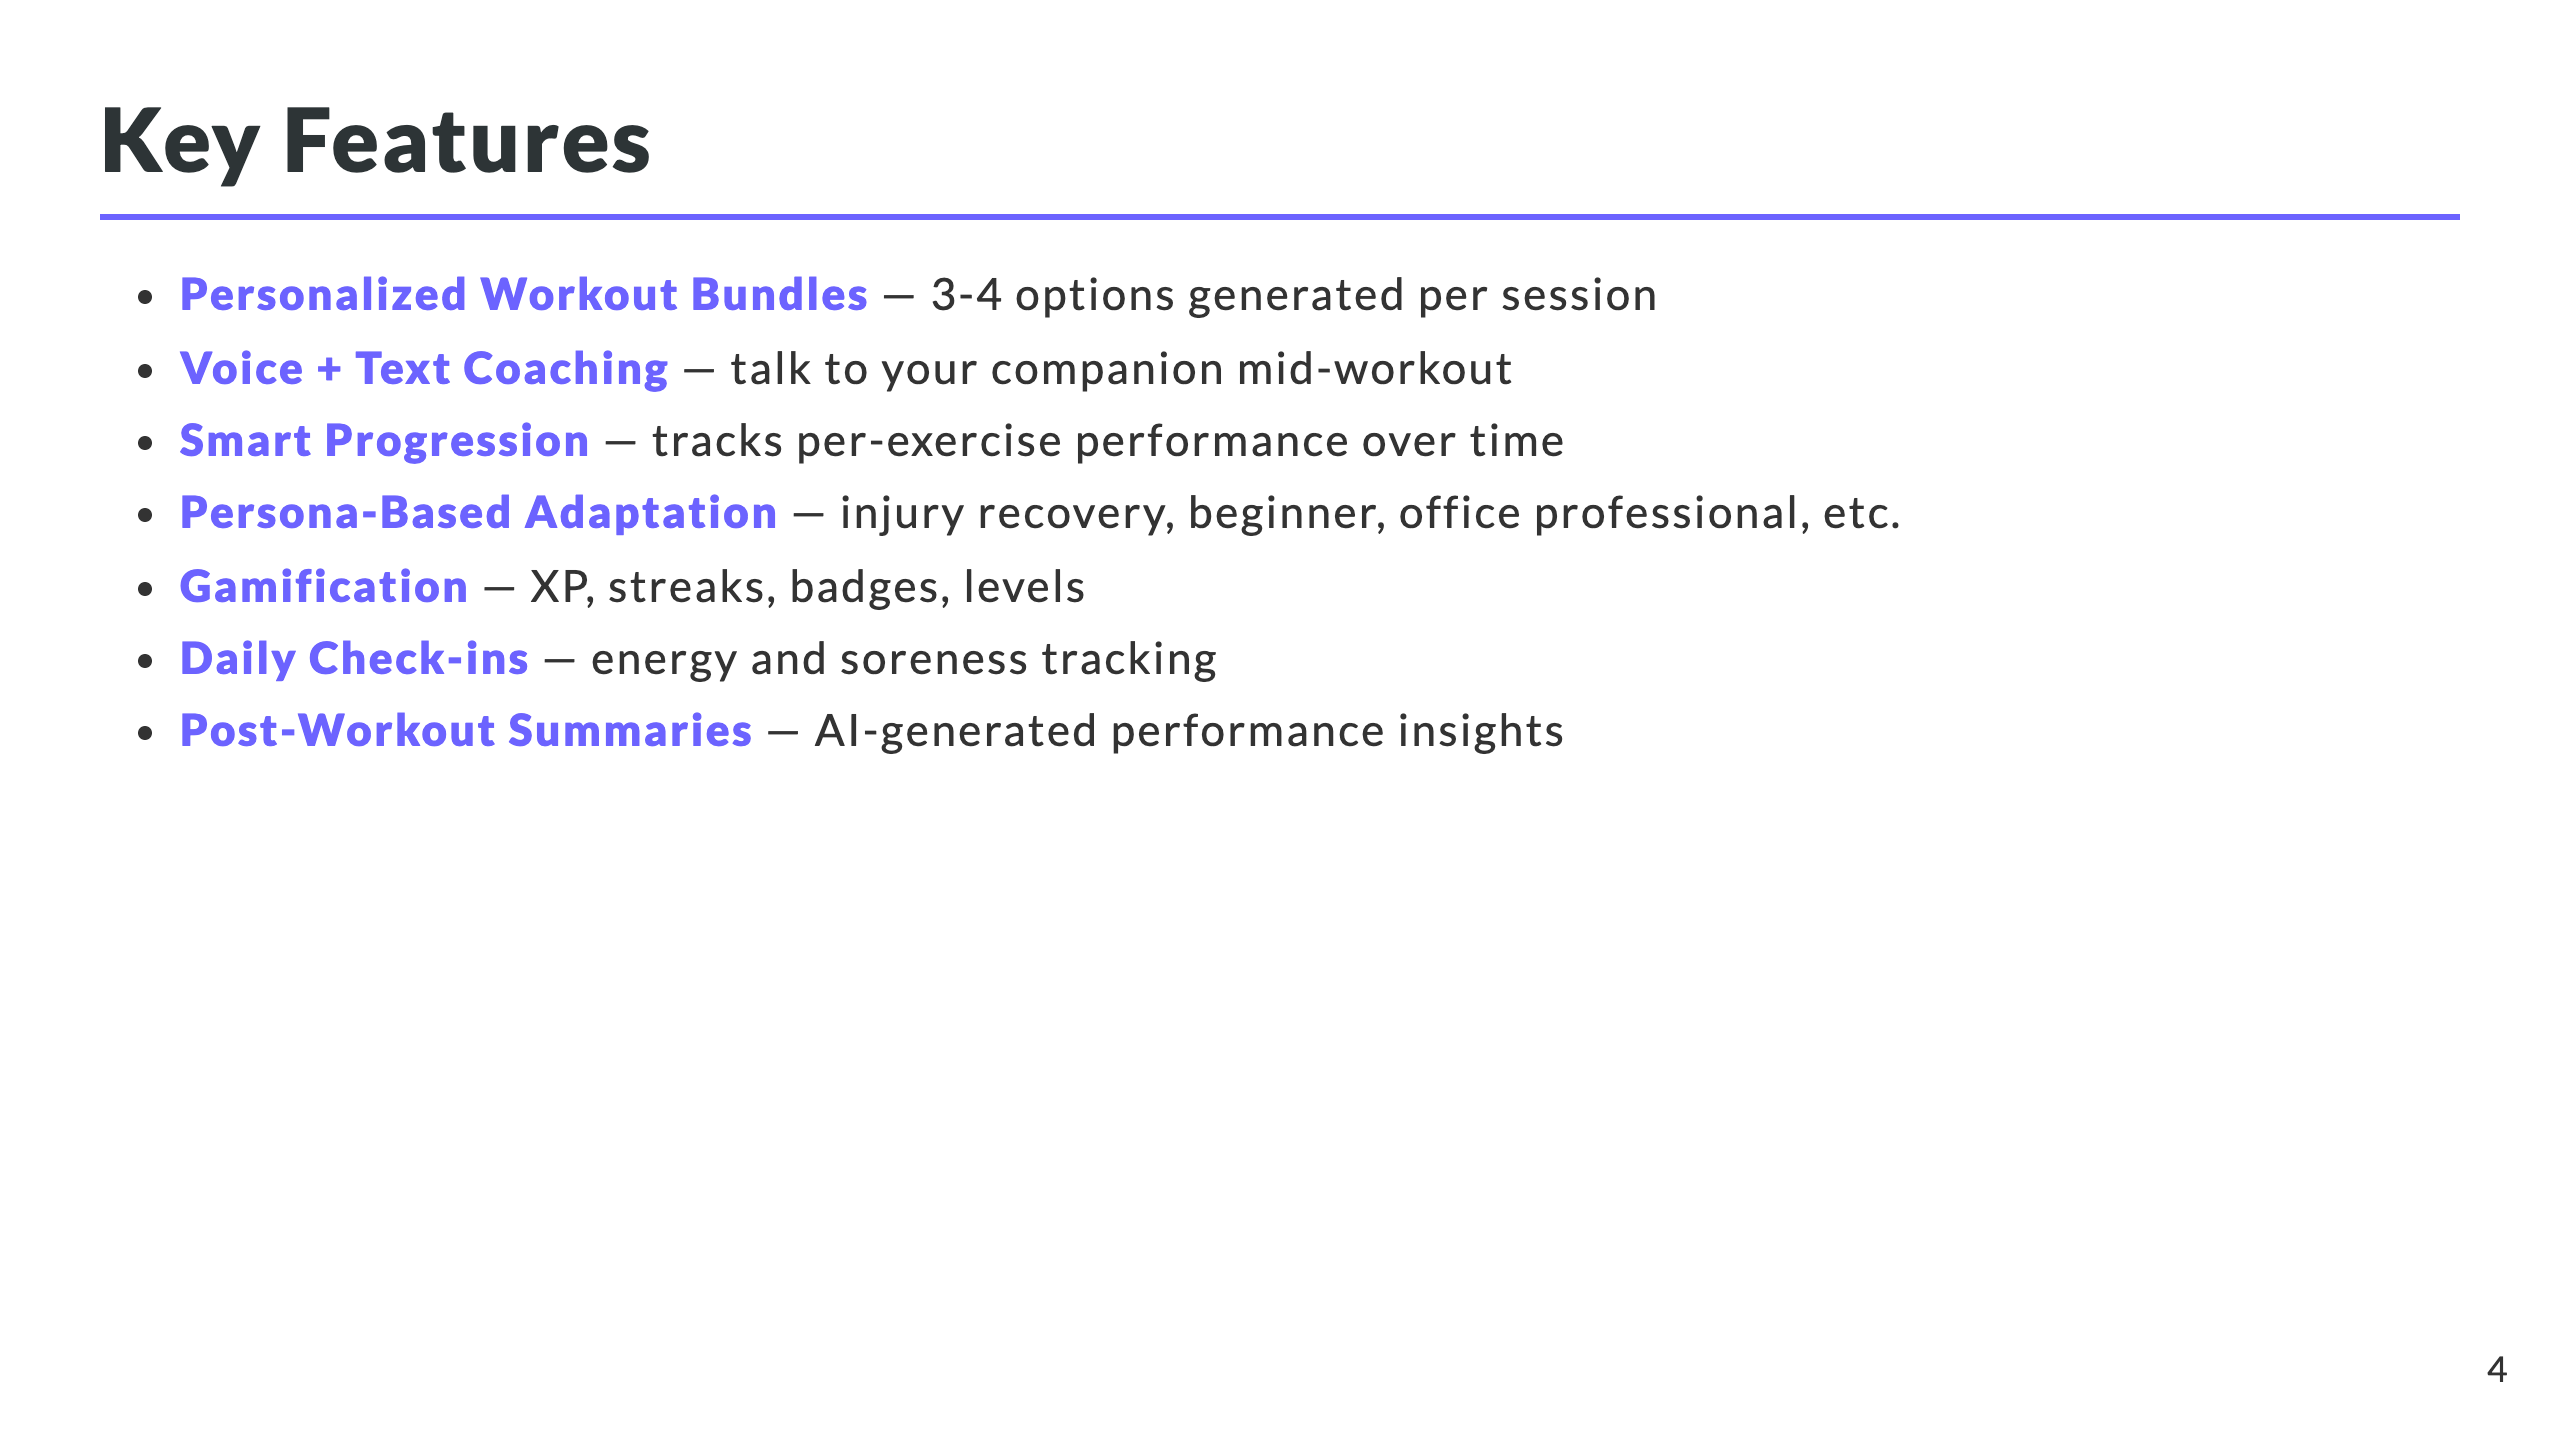 Key Features
• Personalized Workout Bundles — 3-4 options generated per session
• Voice + Text Coaching — talk to your companion mid-workout
• Smart Progression — tracks per-exercise performance over time
• Persona-Based Adaptation — injury recovery, beginner, office professional, etc.
• Gamification — XP, streaks, badges, levels
• Daily Check-ins — energy and soreness tracking
• Post-Workout Summaries — AI-generated performance insights
4